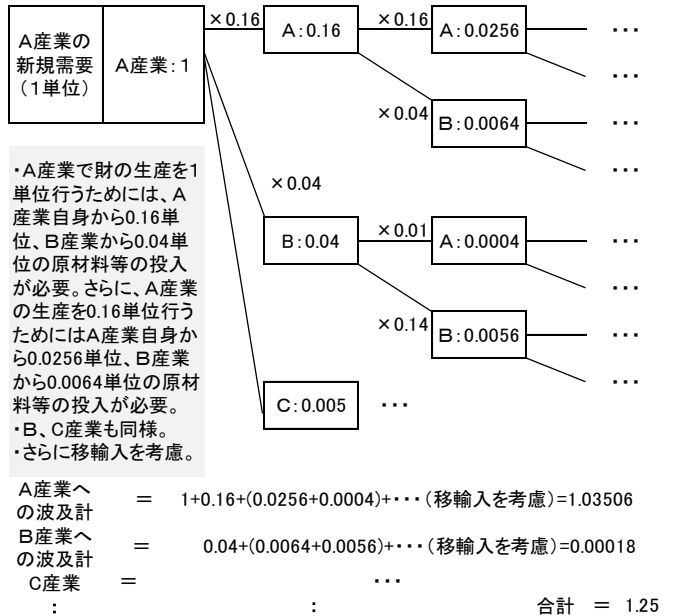 A産業の
新規需要
(1単位)
A産業:1
×0.16
A:0.16
×0.16
A:0.0256
・・・
・・・
×0.04
B:0.0064
・・・
・・・
×0.04
B:0.04
×0.01
A:0.0004
・・・
・・・
×0.14
B:0.0056
・・・
・・・
C:0.005
・・・
・A産業で財の生産を1
単位行うためには、A
産業自身から0.16単
位、B産業から0.04単
位の原材料等の投入
が必要。さらに、A産業
の生産を0.16単位行う
ためにはA産業自身か
ら0.0256単位、B産業
から0.0064単位の原材
料等の投入が必要。
・B、C産業も同様。
・さらに移輸入を考慮。
A産業へ
の波及計
= 1+0.16+(0.0256+0.0004)+・・・(移輸入を考慮)=1.03506
B産業へ
の波及計
= 0.04+(0.0064+0.0056)+・・・(移輸入を考慮)=0.00018
C産業 = ・・・
: : 合計 = 1.25